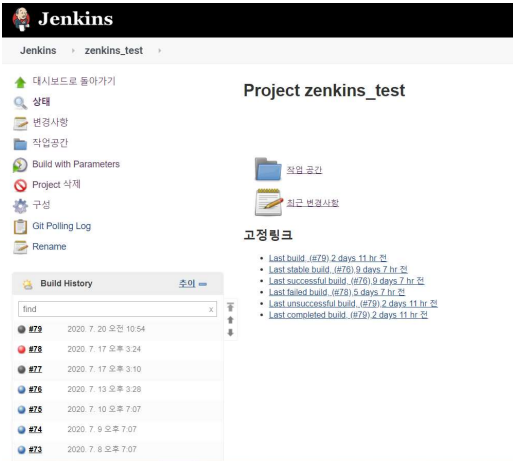 Jenkins
Jenkins zenkins_test
대시보드로 돌아가기
상태
변경사항
작업공간
Build with Parameters
Project 삭제
구성
Git Polling Log
Rename
Build History 추이
find x
#79 2020. 7. 20 오전 10:54
#78 2020. 7. 17 오후 3:24
#77 2020. 7. 17 오후 3:10
#76 2020. 7. 13 오후 3:28
#75 2020. 7. 10 오후 7:07
#74 2020. 7. 9 오후 7:07
#73 2020. 7. 8 오후 7:07
Project zenkins_test
작업 공간
최근 변경사항
고정링크
Last build, (#79),2 days 11 hr 전
Last stable build, (#76),9 days 7 hr 전
Last successful build, (#76),9 days 7 hr 전
Last failed build, (#78),5 days 7 hr 전
Last unsuccessful build, (#79),2 days 11 hr 전
Last completed build, (#79),2 days 11 hr 전